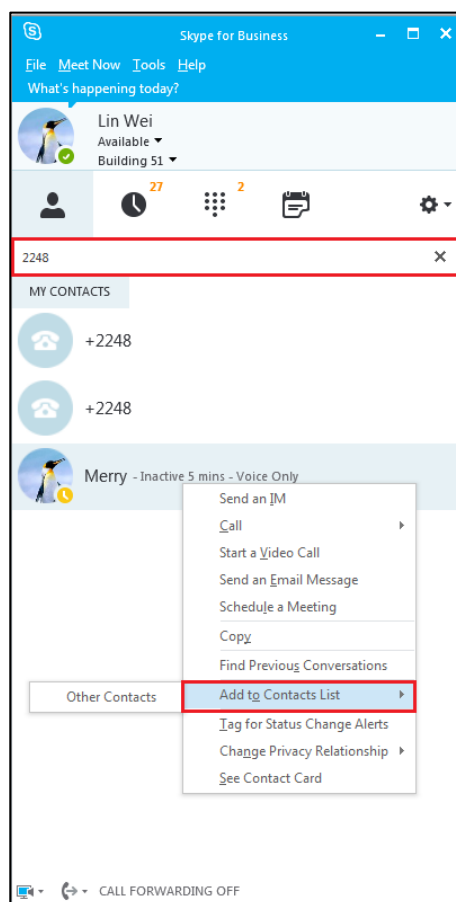 Skype for Business
File Meet Now Tools Help
What's happening today?
Lin Wei
Available
Building 51
27
2
2248
MY CONTACTS
+2248
+2248
Merry - Inactive 5 mins - Voice Only
Send an IM
Call
Start a Video Call
Send an Email Message
Schedule a Meeting
Copy
Find Previous Conversations
Other Contacts
Add to Contacts List
Tag for Status Change Alerts
Change Privacy Relationship
See Contact Card
CALL FORWARDING OFF